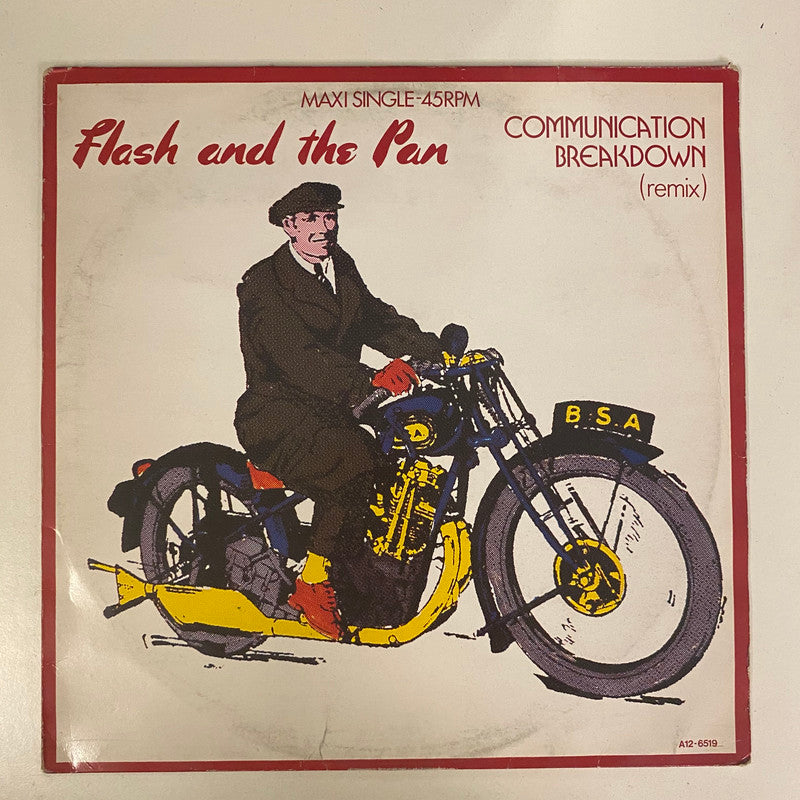 MAXI SINGLE-45RPM
Flash and the Pan
COMMUNICATION
BREAKDOWN
(remix)
B.S.A
A12-6519